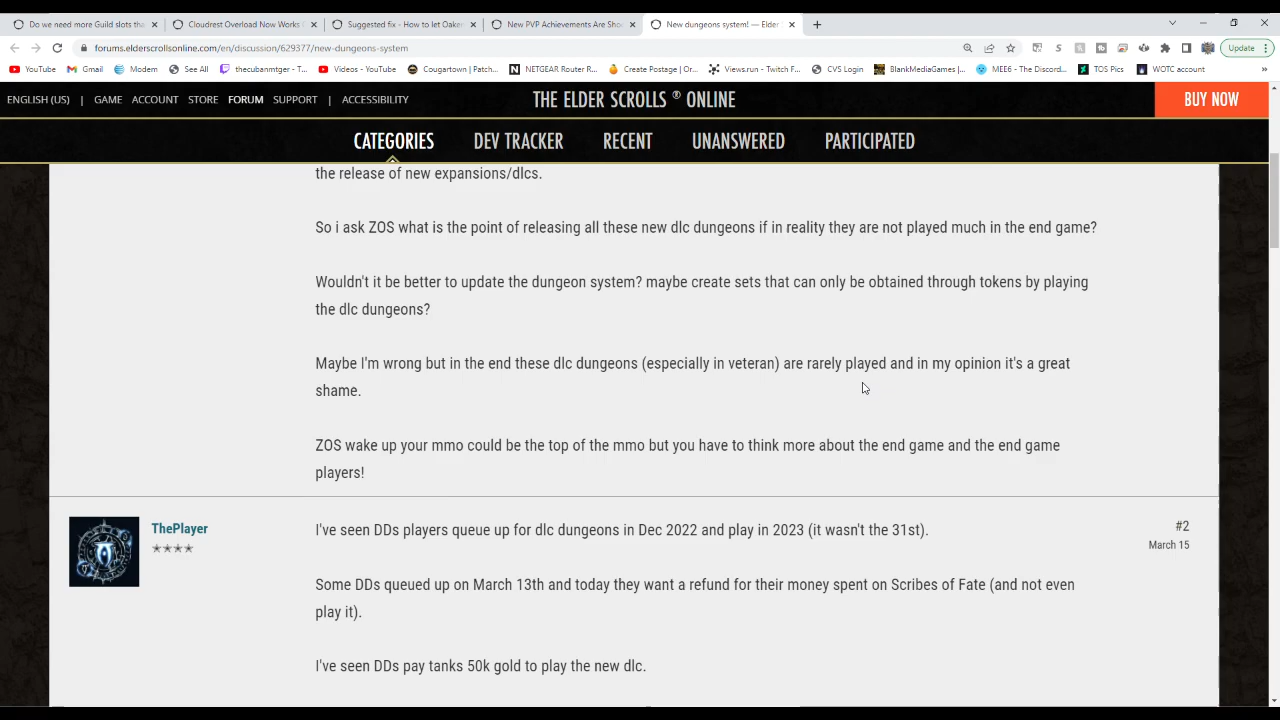 Do we need more Guild slots tha
Cloudrest Overload Now Works
Suggested fix - How to let Oaken
New PVP Achievements Are Sho
New dungeons system! — Elder
forums.elderscrollsonline.com/en/discussion/629377/new-dungeons-system
Update
YouTube
Gmail
Modem
See All
thecubanmtger - T...
Videos - YouTube
Cougartown | Patch...
NETGEAR Router R...
Create Postage | Or...
Views.run - Twitch F...
CVS Login
BlankMediaGames |...
MEE6 - The Discord...
TOS Pics
WOTC account
»
ENGLISH (US) | GAME ACCOUNT STORE FORUM SUPPORT | ACCESSIBILITY
THE ELDER SCROLLS ® ONLINE
BUY NOW
CATEGORIES DEV TRACKER RECENT UNANSWERED PARTICIPATED
the release of new expansions/dlcs.
So i ask ZOS what is the point of releasing all these new dlc dungeons if in reality they are not played much in the end game?
Wouldn't it be better to update the dungeon system? maybe create sets that can only be obtained through tokens by playing
the dlc dungeons?
Maybe I'm wrong but in the end these dlc dungeons (especially in veteran) are rarely played and in my opinion it's a great
shame.
ZOS wake up your mmo could be the top of the mmo but you have to think more about the end game and the end game
players!
ThePlayer
#2
March 15
I've seen DDs players queue up for dlc dungeons in Dec 2022 and play in 2023 (it wasn't the 31st).
Some DDs queued up on March 13th and today they want a refund for their money spent on Scribes of Fate (and not even
play it).
I've seen DDs pay tanks 50k gold to play the new dlc.